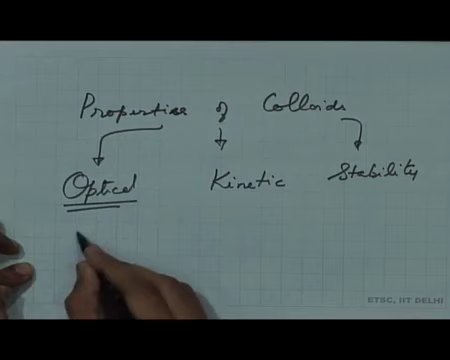 Properties of Colloids
Optical Kinetic Stability
ETSC, IIT DELHI